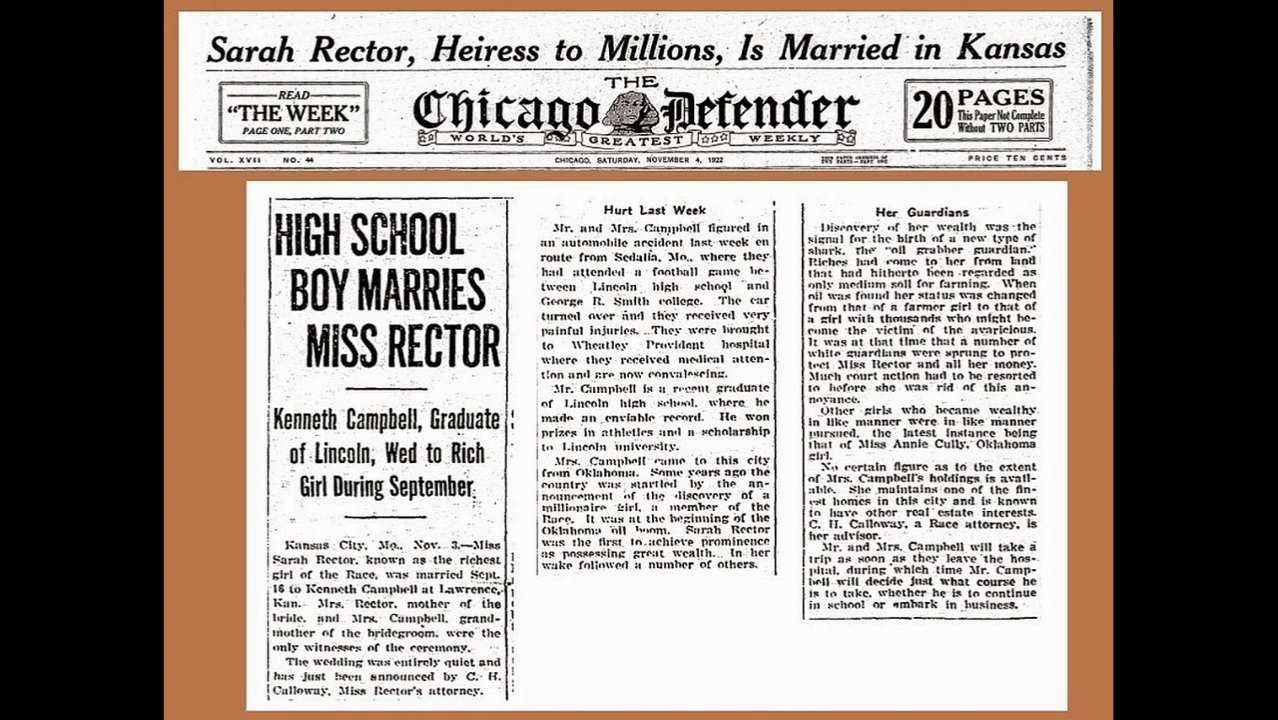 Sarah Rector, Heiress to Millions, Is Married in Kansas
READ
"THE WEEK"
PAGE ONE, PART TWO
THE
Chicago Defender
WORLD'S GREATEST WEEKLY
20 PAGES
This Paper Not Complete
Without TWO PARTS
VOL. XVII NO. 44
CHICAGO, SATURDAY, NOVEMBER 4, 1922
PRICE TEN CENTS
HIGH SCHOOL
BOY MARRIES
MISS RECTOR
Kenneth Campbell, Graduate
of Lincoln, Wed to Rich
Girl During September
Kansas City, Mo., Nov. 3.—Miss
Sarah Rector, known as the richest
girl of the Race, was married Sept.
16 to Kenneth Campbell at Lawrence,
Kan. Mrs. Rector, mother of the
bride, and Mrs. Campbell, grand-
mother of the bridegroom, were the
only witnesses of the ceremony.
The wedding was entirely quiet and
has just been announced by C. H.
Calloway, Miss Rector's attorney.
Hurt Last Week
Mr. and Mrs. Campbell figured in
an automobile accident last week en
route from Sedalia, Mo., where they
had attended a football game be-
tween Lincoln high school and
George R. Smith college. The car
turned over and they received very
painful injuries. They were brought
to Wheatley Provident hospital
where they received medical atten-
tion and are now convalescing.
Mr. Campbell is a recent graduate
of Lincoln high school, where he
made an enviable record. He won
prizes in athletics and a scholarship
to Lincoln university.
Mrs. Campbell came to this city
from Oklahoma. Some years ago the
country was startled by the an-
nouncement of the discovery of a
millionaire girl, a member of the
Race. It was at the beginning of the
Oklahoma oil boom. Sarah Rector
was the first to achieve prominence
as possessing great wealth. In her
wake followed a number of others.
Her Guardians
Discovery of her wealth was the
signal for the birth of a new type of
shark, the "oil grabber guardian."
Riches had come to her from land
that had hitherto been regarded as
only medium soil for farming. When
oil was found her status was changed
from that of a farmer girl to that of
a girl with thousands who might be-
come the victim of the avaricious.
It was at that time that a number of
white guardians were sprung to pro-
tect Miss Rector and all her money.
Much court action had to be resorted
to before she was rid of this an-
noyance.
Other girls who became wealthy
in like manner were in like manner
pursued, the latest instance being
that of Miss Annie Cully, Oklahoma
girl.
No certain figure as to the extent
of Mrs. Campbell's holdings is avail-
able. She maintains one of the fin-
est homes in this city and is known
to have other real estate interests.
C. H. Calloway, a Race attorney, is
her advisor.
Mr. and Mrs. Campbell will take a
trip as soon as they leave the hos-
pital, during which time Mr. Camp-
bell will decide just what course he
is to take, whether he is to continue
in school or embark in business.